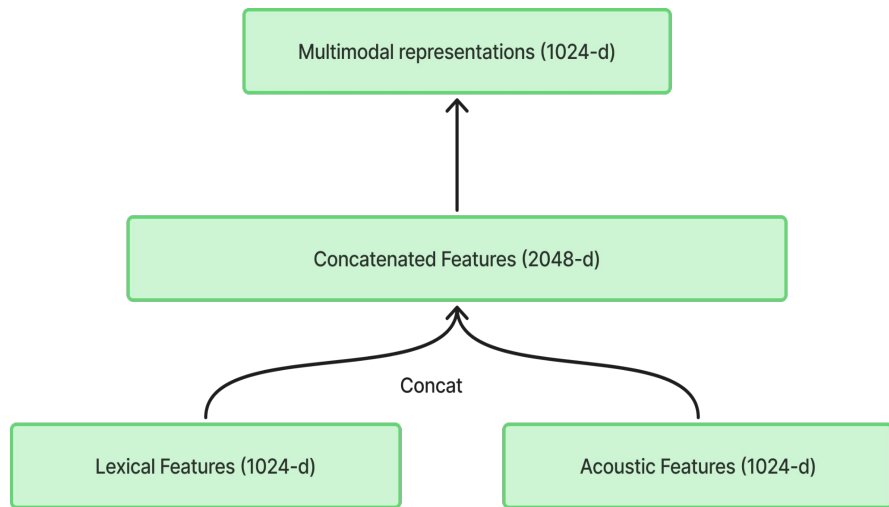 Multimodal representations (1024-d)
Concatenated Features (2048-d)
Concat
Lexical Features (1024-d)
Acoustic Features (1024-d)